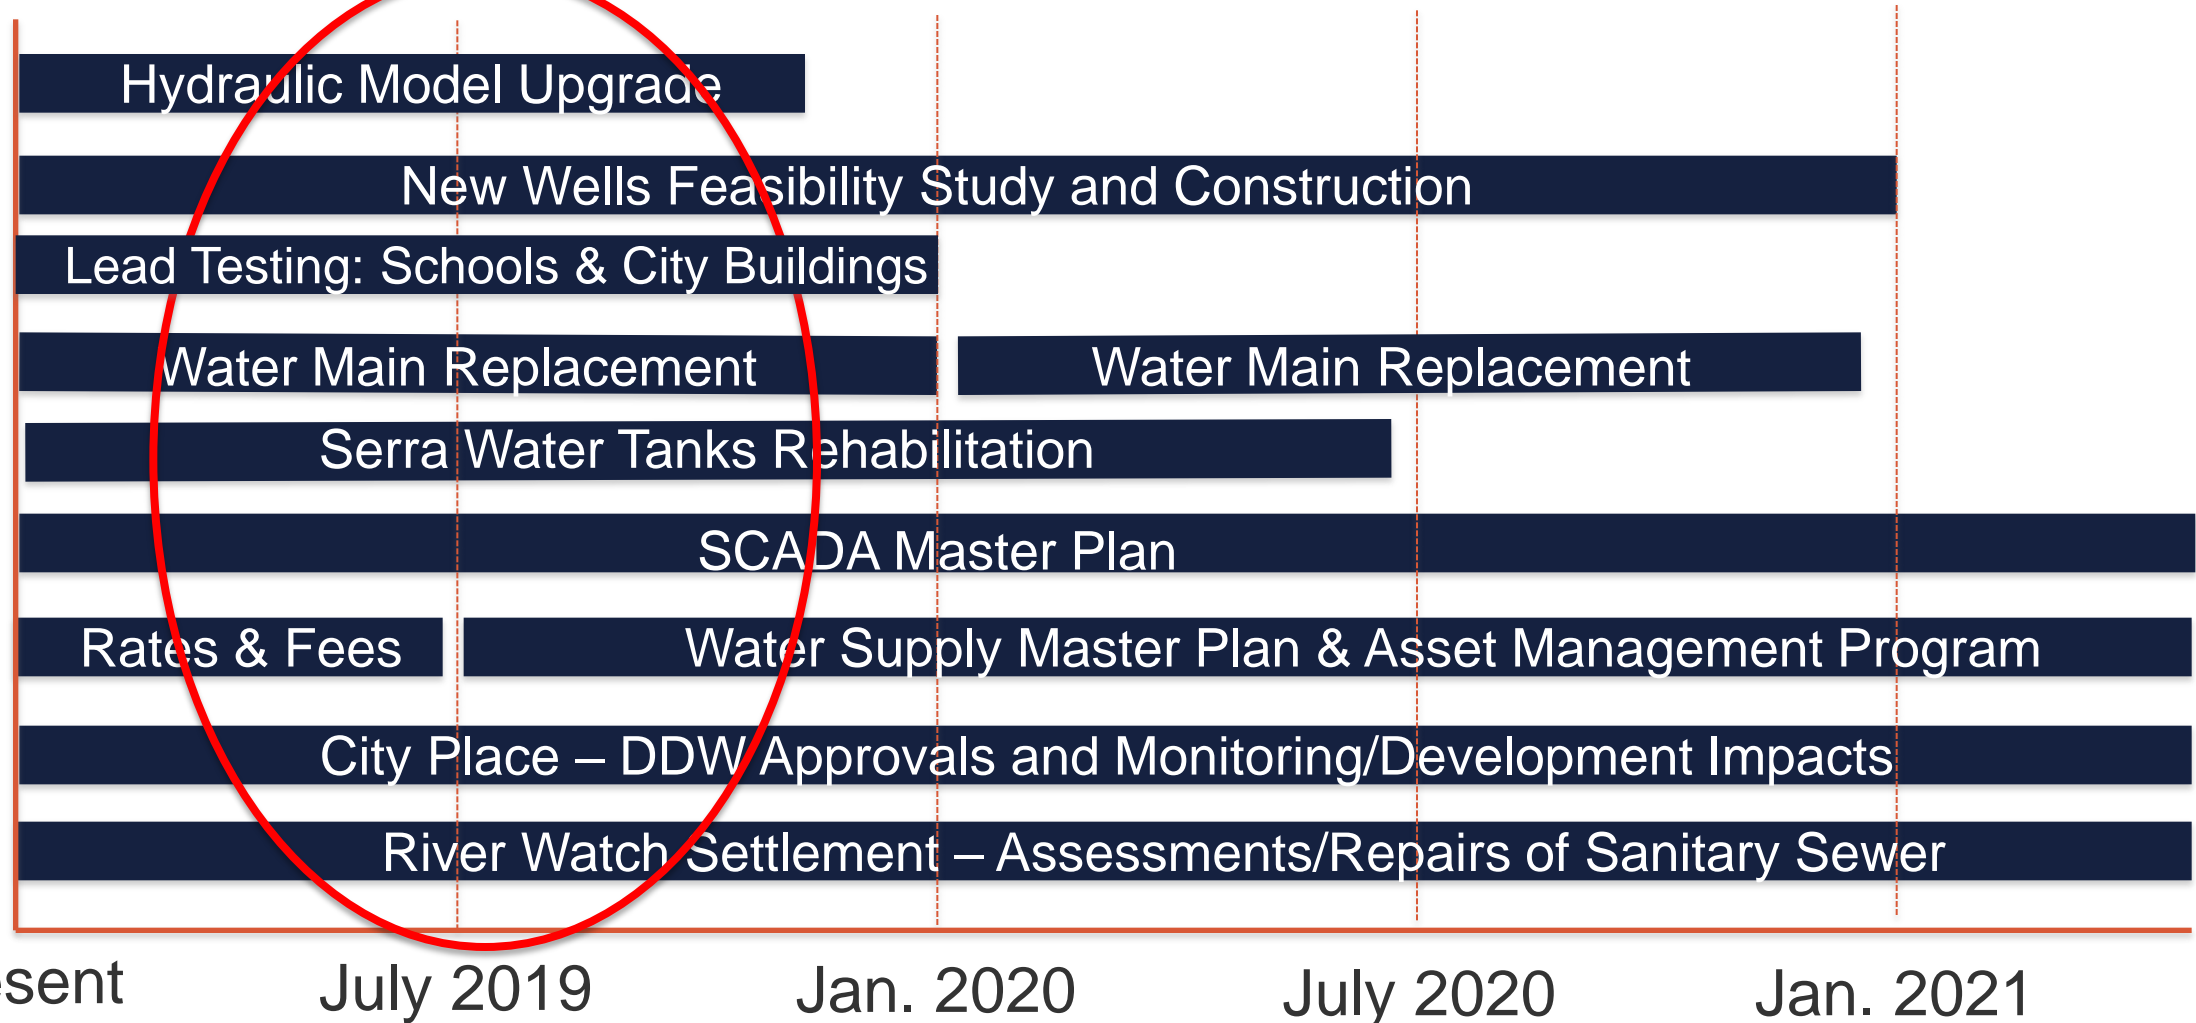 Hydraulic Model Upgrade
New Wells Feasibility Study and Construction
Lead Testing: Schools & City Buildings
Water Main Replacement
Water Main Replacement
Serra Water Tanks Rehabilitation
SCADA Master Plan
Rates & Fees
Water Supply Master Plan & Asset Management Program
City Place – DDW Approvals and Monitoring/Development Impacts
River Watch Settlement – Assessments/Repairs of Sanitary Sewer
esent
July 2019
Jan. 2020
July 2020
Jan. 2021